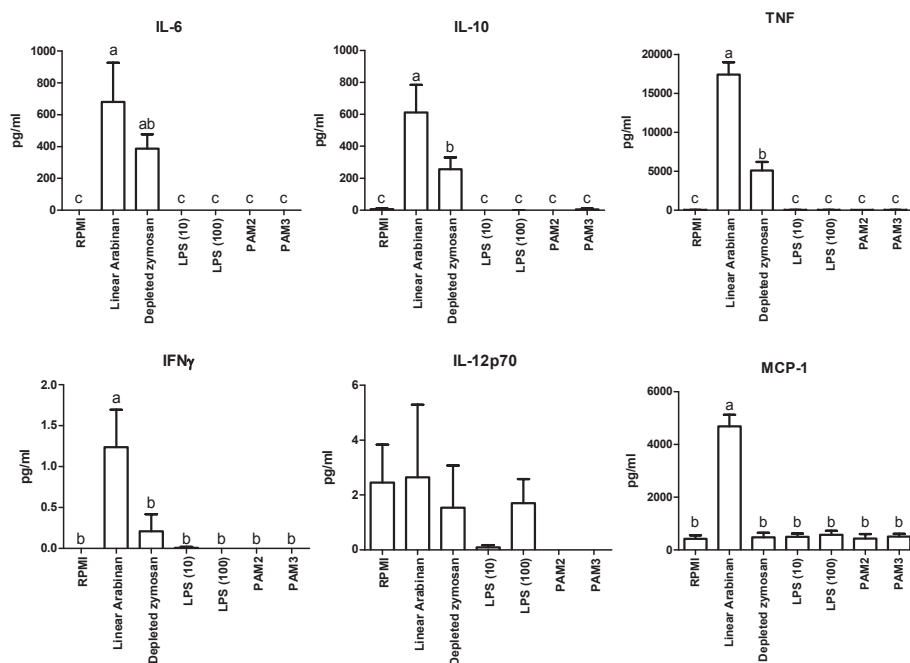 IL-6
1000
800
600
400
200
0
pg/ml
a
ab
c c c c c
RPMI
Linear Arabinan
Depleted zymosan
LPS (10)
LPS (100)
PAM2
PAM3
IL-10
1000
800
600
400
200
0
pg/ml
a
b
c c c c c
RPMI
Linear Arabinan
Depleted zymosan
LPS (10)
LPS (100)
PAM2
PAM3
TNF
20000
15000
10000
5000
0
pg/ml
a
b
c c c c c
RPMI
Linear Arabinan
Depleted zymosan
LPS (10)
LPS (100)
PAM2
PAM3
IFNγ
2.0
1.5
1.0
0.5
0.0
pg/ml
a
b b b b b b
RPMI
Linear Arabinan
Depleted zymosan
LPS (10)
LPS (100)
PAM2
PAM3
IL-12p70
6
4
2
0
pg/ml
RPMI
Linear Arabinan
Depleted zymosan
LPS (10)
LPS (100)
PAM2
PAM3
MCP-1
6000
4000
2000
0
pg/ml
a
b b b b b b
RPMI
Linear Arabinan
Depleted zymosan
LPS (10)
LPS (100)
PAM2
PAM3